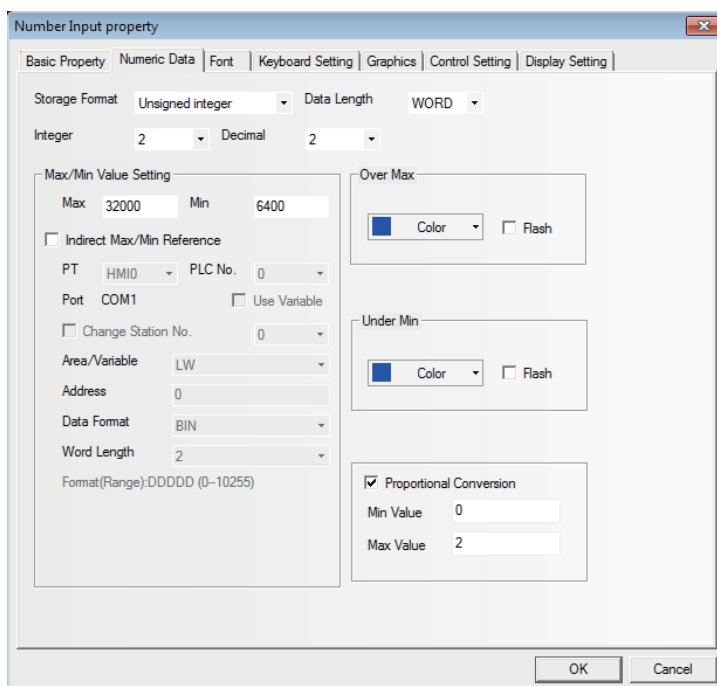 Number Input property
Basic Property Numeric Data Font Keyboard Setting Graphics Control Setting Display Setting
Storage Format Unsigned integer Data Length WORD
Integer 2 Decimal 2
Max/Min Value Setting
Max 32000 Min 6400
Indirect Max/Min Reference
PT HMI0 PLC No. 0
Port COM1 Use Variable
Change Station No. 0
Area/Variable LW
Address 0
Data Format BIN
Word Length 2
Format(Range):DDDDD (0~10255)
Over Max
Color Flash
Under Min
Color Flash
Proportional Conversion
Min Value 0
Max Value 2
OK Cancel